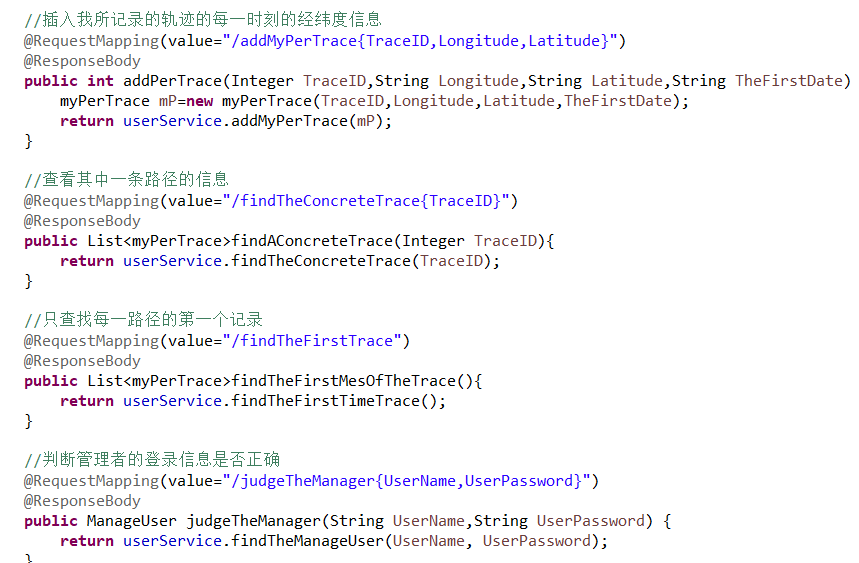 //插入我所记录的轨迹的每一时刻的经纬度信息
@RequestMapping(value="/addMyPerTrace{TraceID,Longitude,Latitude}")
@ResponseBody
public int addPerTrace(Integer TraceID,String Longitude,String Latitude,String TheFirstDate)
myPerTrace mP=new myPerTrace(TraceID,Longitude,Latitude,TheFirstDate);
return userService.addMyPerTrace(mP);
}
//查看其中一条路径的信息
@RequestMapping(value="/findTheConcreteTrace{TraceID}")
@ResponseBody
public List<myPerTrace>findAConcreteTrace(Integer TraceID){
return userService.findTheConcreteTrace(TraceID);
}
//只查找每一路径的第一个记录
@RequestMapping(value="/findTheFirstTrace")
@ResponseBody
public List<myPerTrace>findTheFirstMesOfTheTrace(){
return userService.findTheFirstTimeTrace();
}
//判断管理者的登录信息是否正确
@RequestMapping(value="/judgeTheManager{UserName,UserPassword}")
@ResponseBody
public ManageUser judgeTheManager(String UserName,String UserPassword) {
return userService.findTheManageUser(UserName, UserPassword);
}